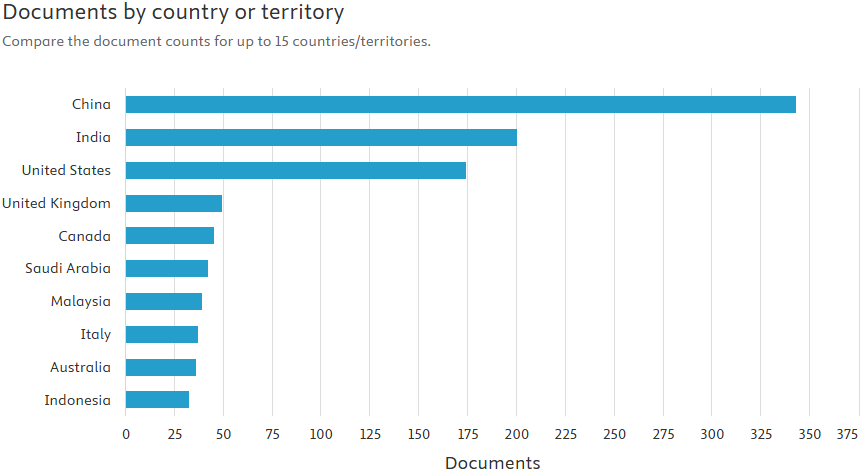 Documents by country or territory
Compare the document counts for up to 15 countries/territories.
China
India
United States
United Kingdom
Canada
Saudi Arabia
Malaysia
Italy
Australia
Indonesia
0 25 50 75 100 125 150 175 200 225 250 275 300 325 350 375
Documents